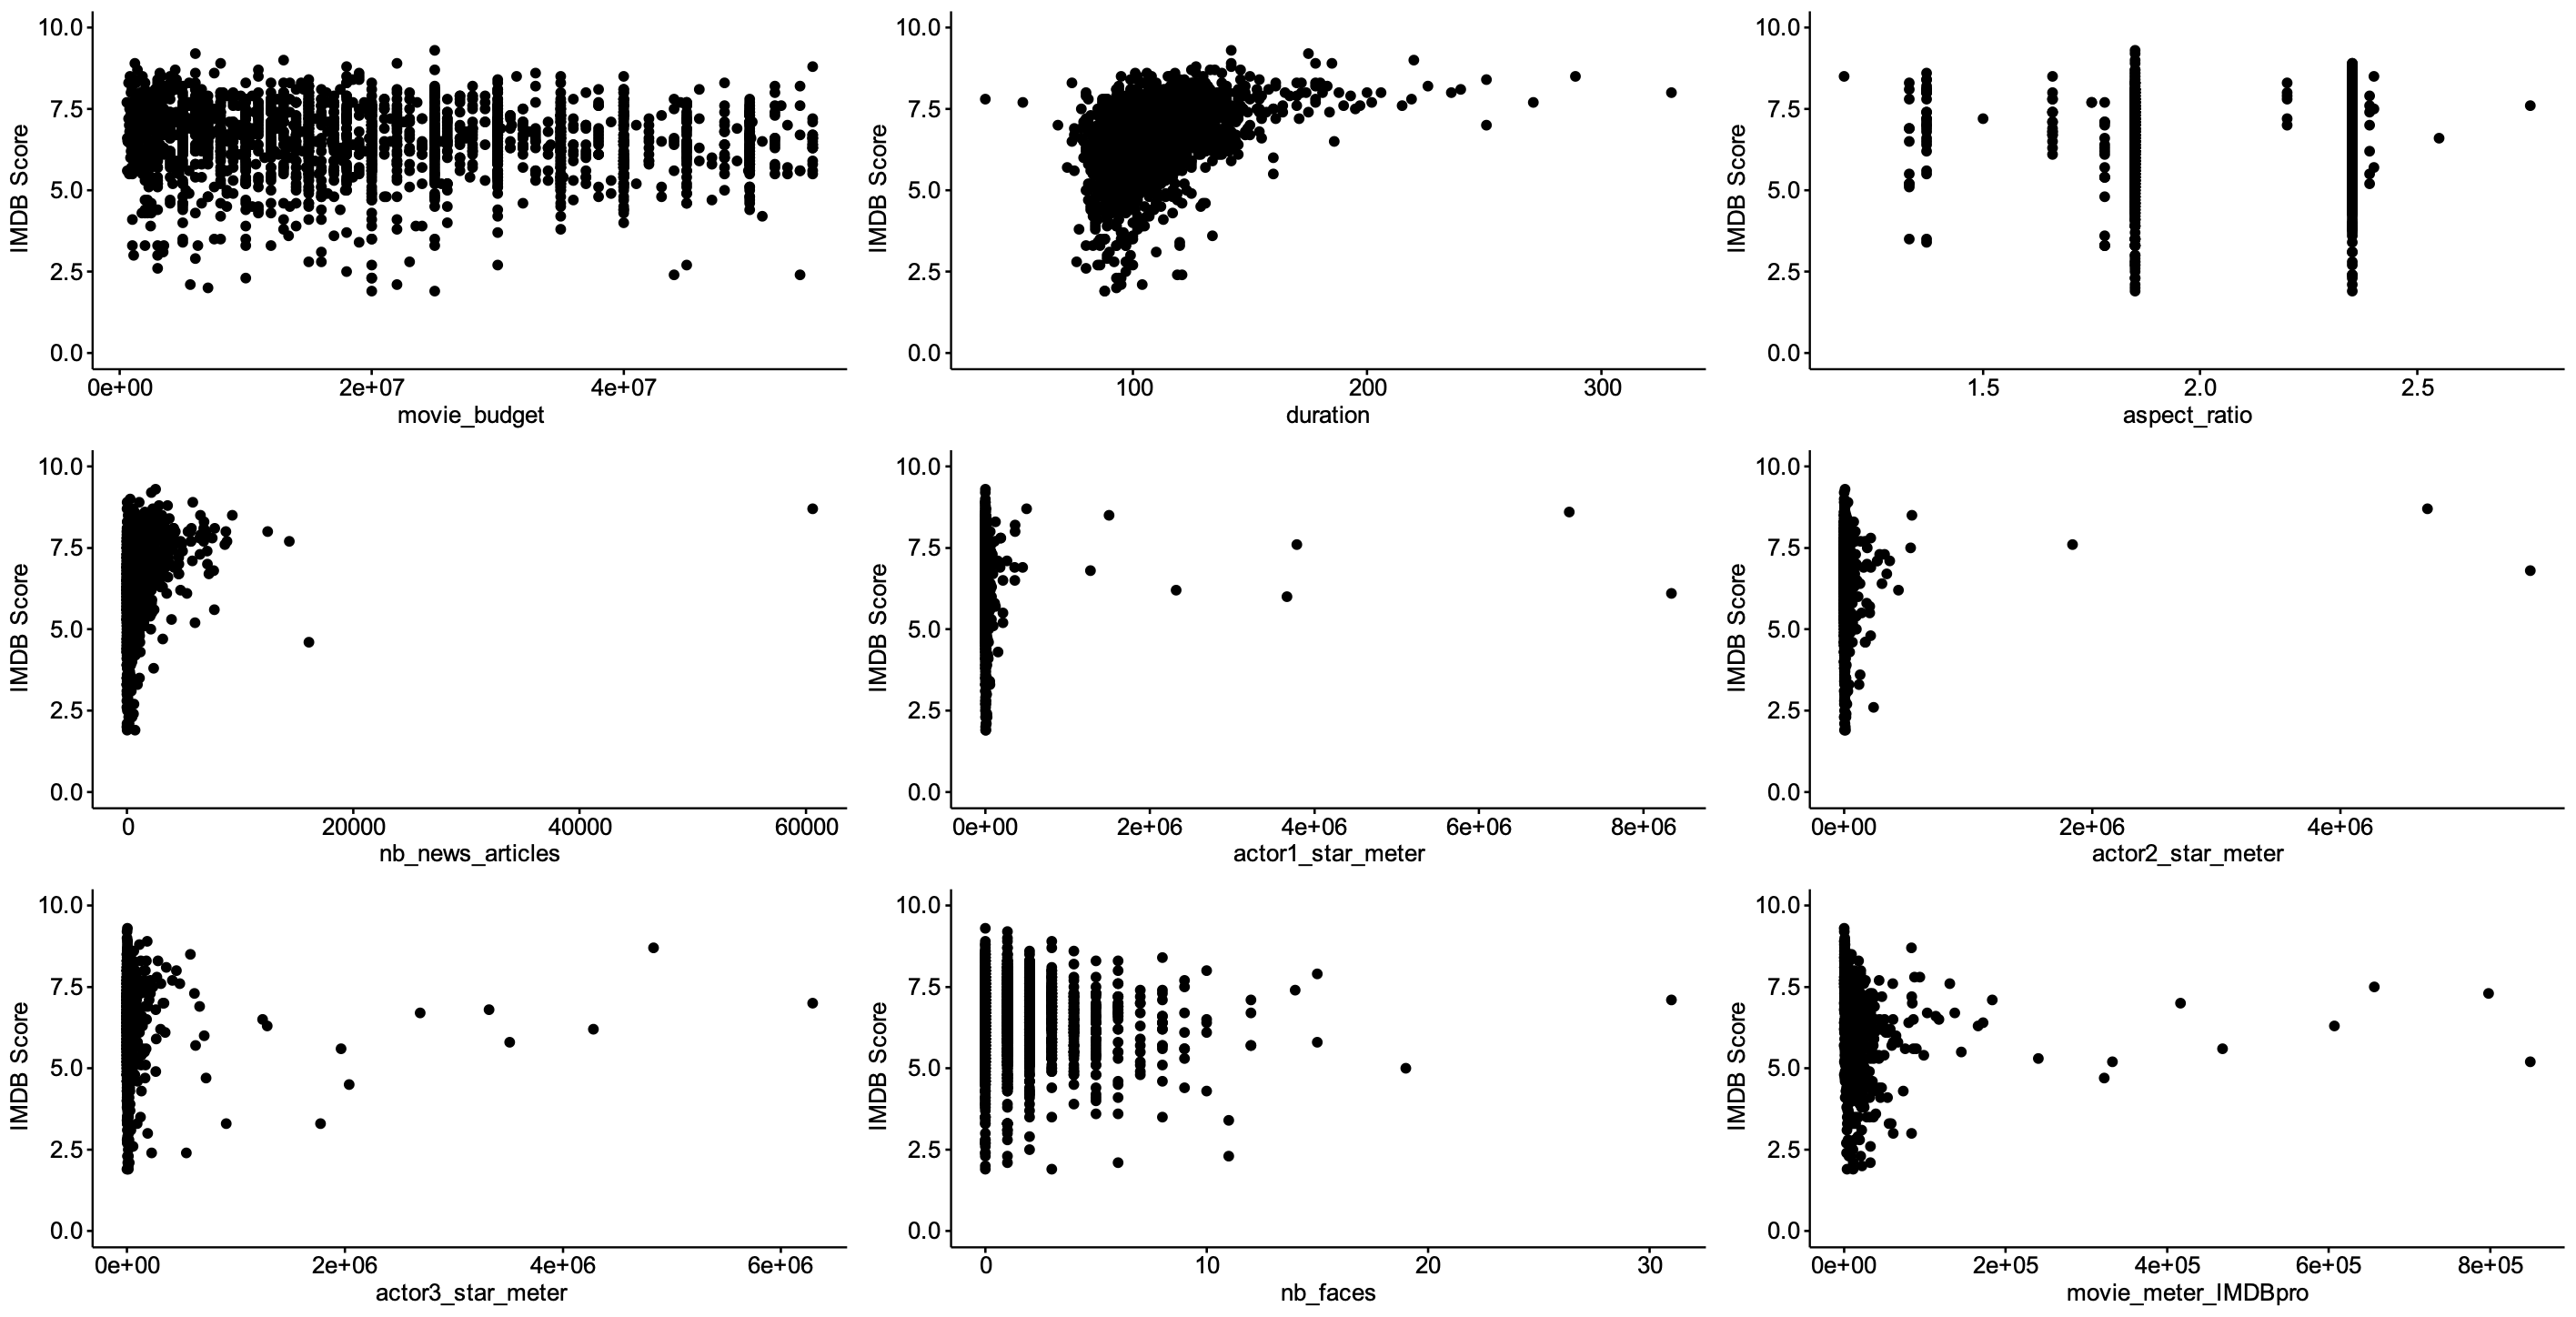 10.0
7.5
5.0
2.5
0.0
IMDB Score
0e+00 2e+07 4e+07
movie_budget
10.0
7.5
5.0
2.5
0.0
IMDB Score
100 200 300
duration
10.0
7.5
5.0
2.5
0.0
IMDB Score
1.5 2.0 2.5
aspect_ratio
10.0
7.5
5.0
2.5
0.0
IMDB Score
0 20000 40000 60000
nb_news_articles
10.0
7.5
5.0
2.5
0.0
IMDB Score
0e+00 2e+06 4e+06 6e+06 8e+06
actor1_star_meter
10.0
7.5
5.0
2.5
0.0
IMDB Score
0e+00 2e+06 4e+06
actor2_star_meter
10.0
7.5
5.0
2.5
0.0
IMDB Score
0e+00 2e+06 4e+06 6e+06
actor3_star_meter
10.0
7.5
5.0
2.5
0.0
IMDB Score
0 10 20 30
nb_faces
10.0
7.5
5.0
2.5
0.0
IMDB Score
0e+00 2e+05 4e+05 6e+05 8e+05
movie_meter_IMDBpro